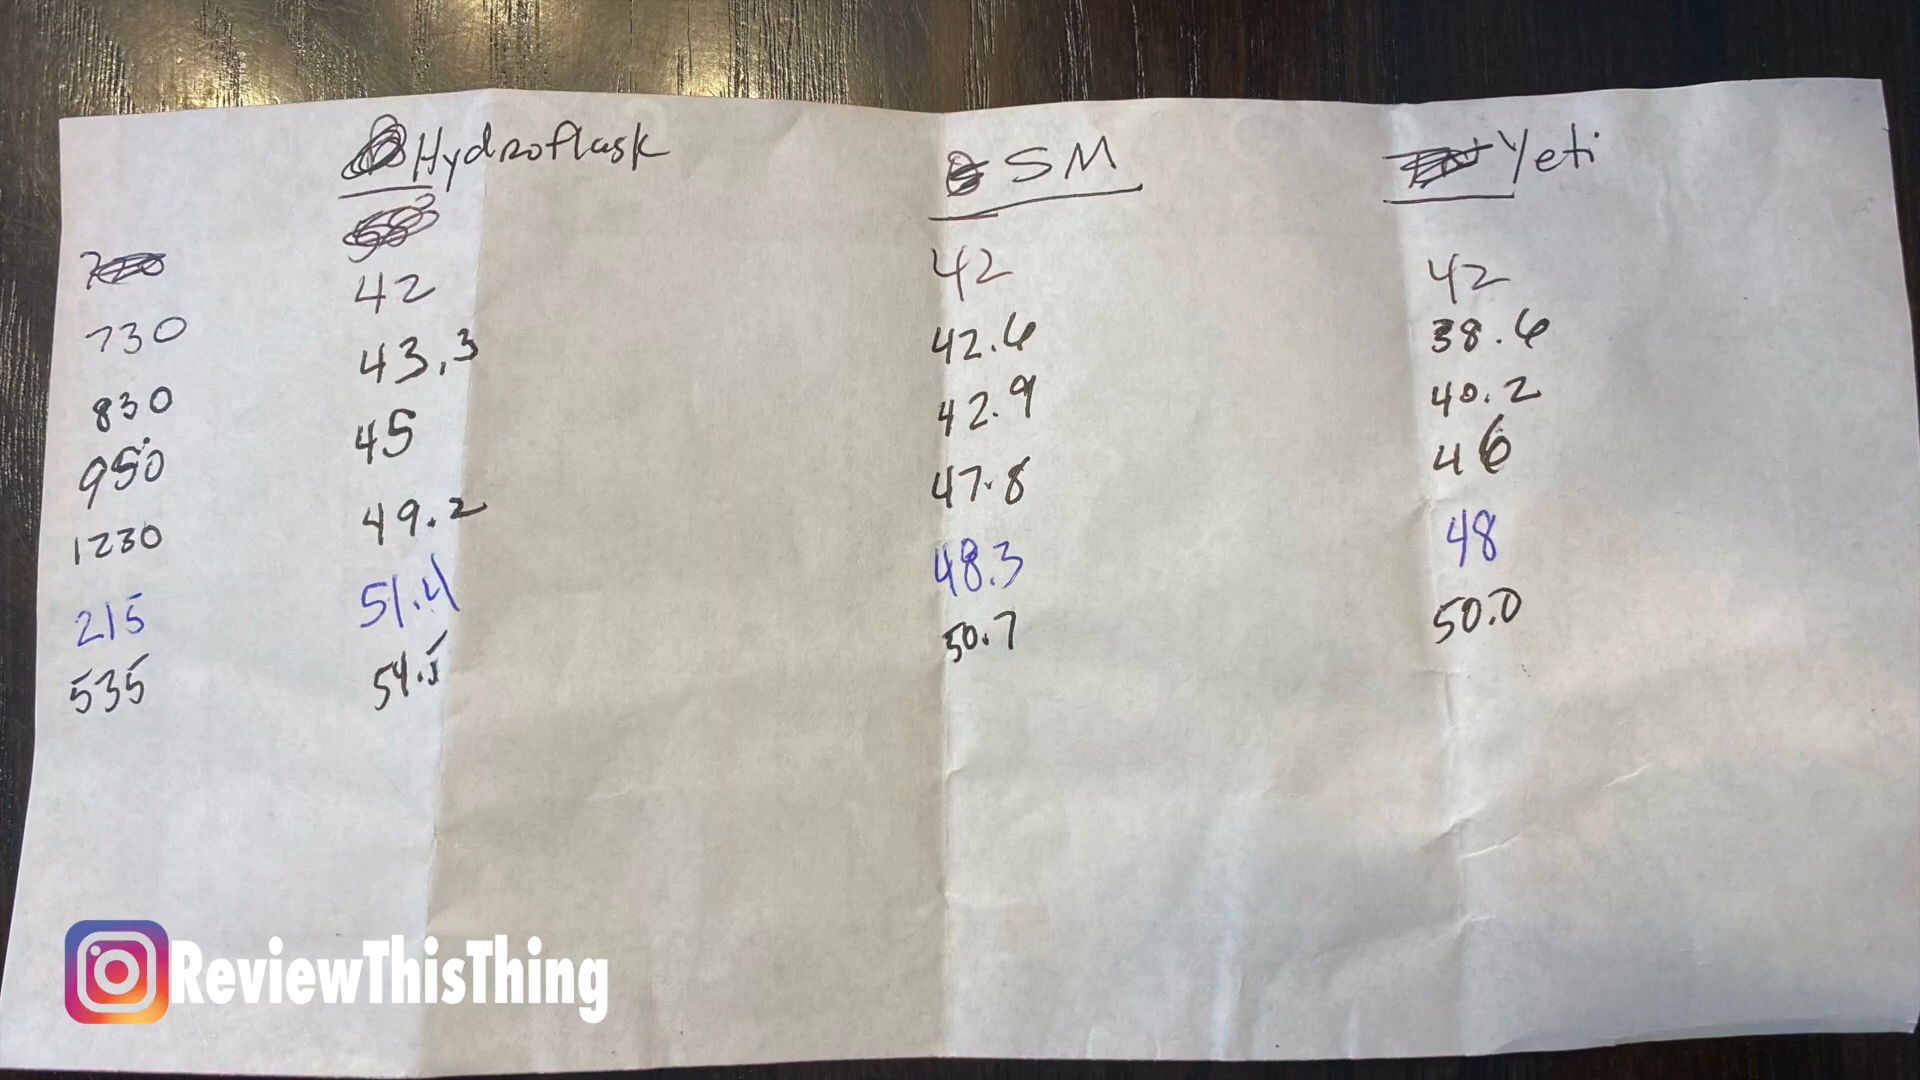 Hydroflask SM Yeti
730 42 42 42
830 43.3 42.6 38.6
950 45 42.9 40.2
1230 49.2 47.8 46
215 51.4 48.3 48
535 54.5 50.7 50.0
ReviewThisThing